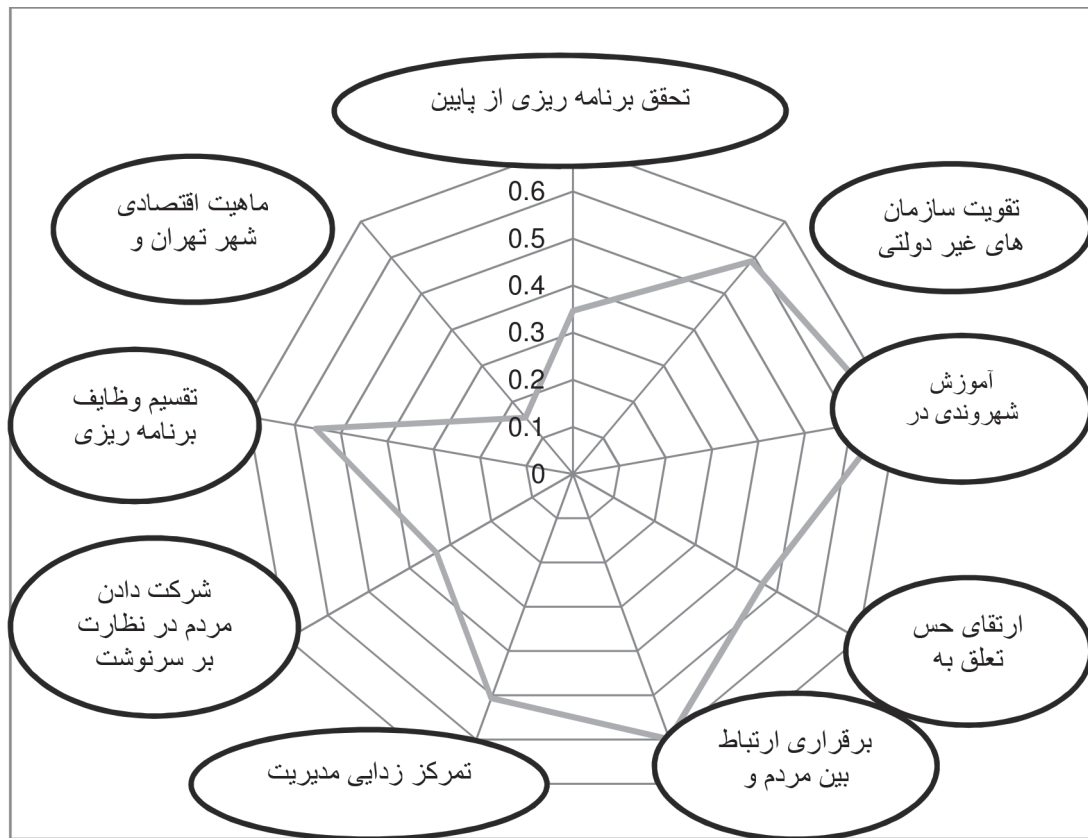 تحقق برنامه ریزی از پایین
تقویت سازمان
های غیر دولتی
آموزش
شهروندی در
ارتقای حس
تعلق به
برقراری ارتباط
بین مردم و
تمرکز زدایی مدیریت
شرکت دادن
مردم در نظارت
بر سرنوشت
تقسیم وظایف
برنامه ریزی
ماهیت اقتصادی
شهر تهران و
0.6
0.5
0.4
0.3
0.2
0.1
0